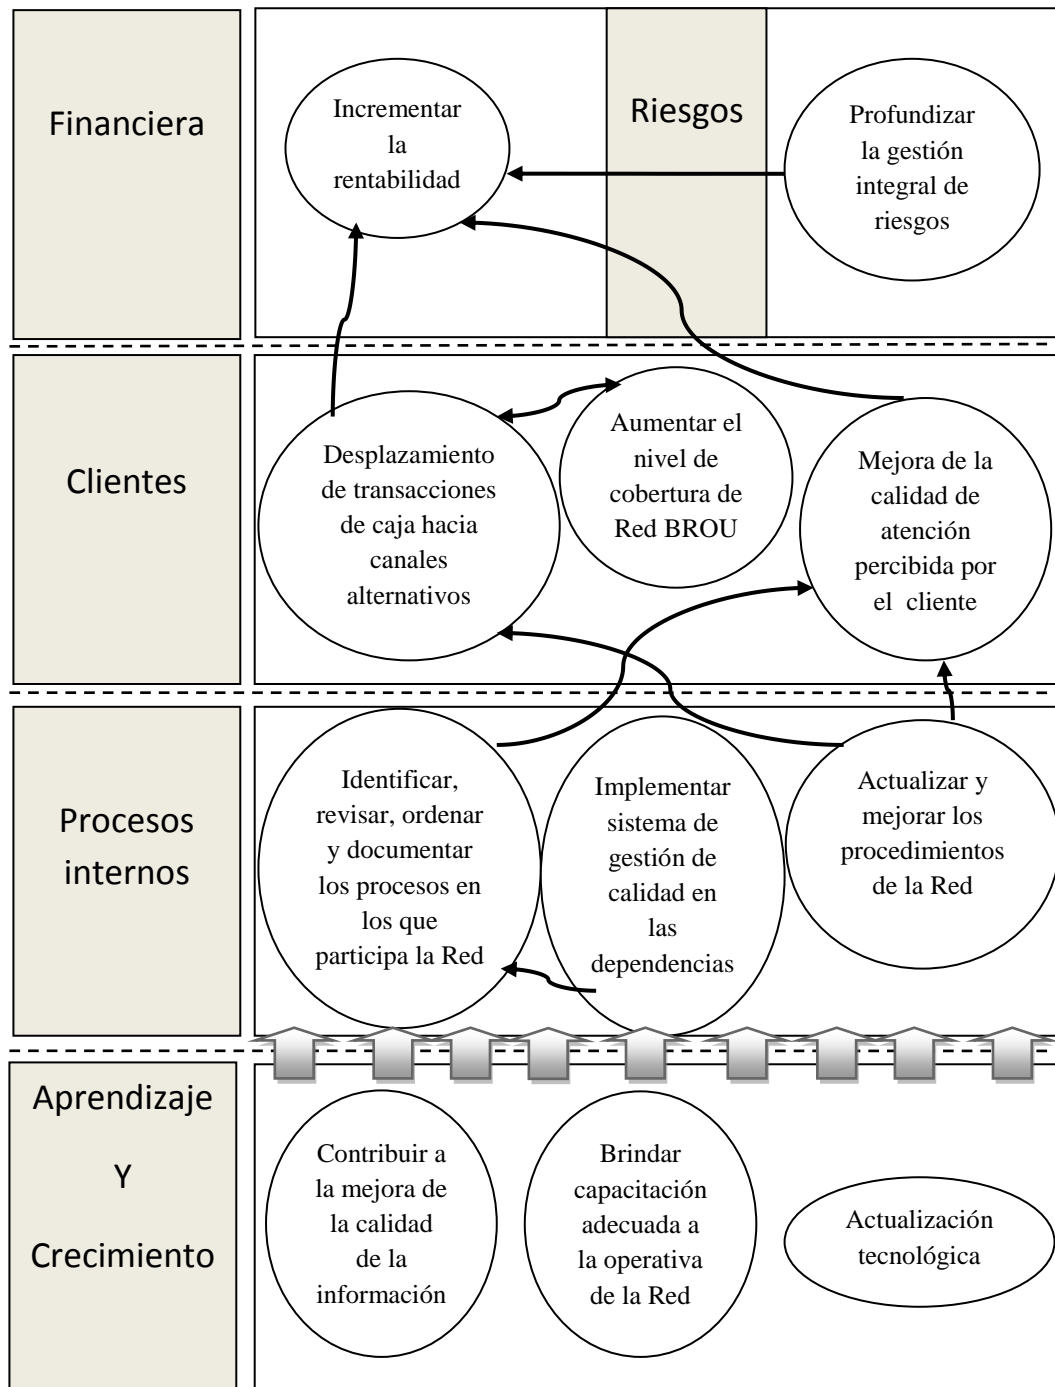 Financiera
Incrementar
la
rentabilidad
Riesgos
Profundizar
la gestión
integral de
riesgos
Clientes
Desplazamiento
de transacciones
de caja hacia
canales
alternativos
Aumentar el
nivel de
cobertura de
Red BROU
Mejora de la
calidad de
atención
percibida por
el cliente
Procesos
internos
Identificar,
revisar, ordenar
y documentar
los procesos en
los que
participa la Red
Implementar
sistema de
gestión de
calidad en
las
dependencias
Actualizar y
mejorar los
procedimientos
de la Red
Aprendizaje
Y
Crecimiento
Contribuir a
la mejora de
la calidad
de la
información
Brindar
capacitación
adecuada a
la operativa
de la Red
Actualización
tecnológica